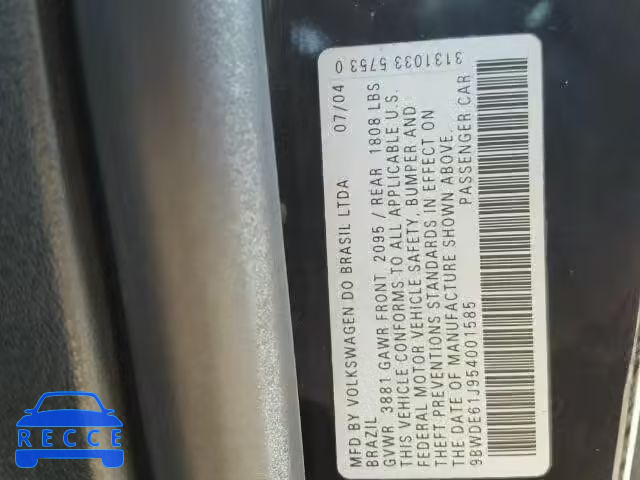 3131033 5753 0
MFD BY VOLKSWAGEN DO BRASIL LTDA 07/04
BRAZIL
GVWR 3881 GAWR FRONT 2095 / REAR 1808 LBS
THIS VEHICLE CONFORMS TO ALL APPLICABLE U.S.
FEDERAL MOTOR VEHICLE SAFETY, BUMPER AND
THEFT PREVENTIONS STANDARDS IN EFFECT ON
THE DATE OF MANUFACTURE SHOWN ABOVE.
PASSENGER CAR
9BWDE61J954001585
RECCE